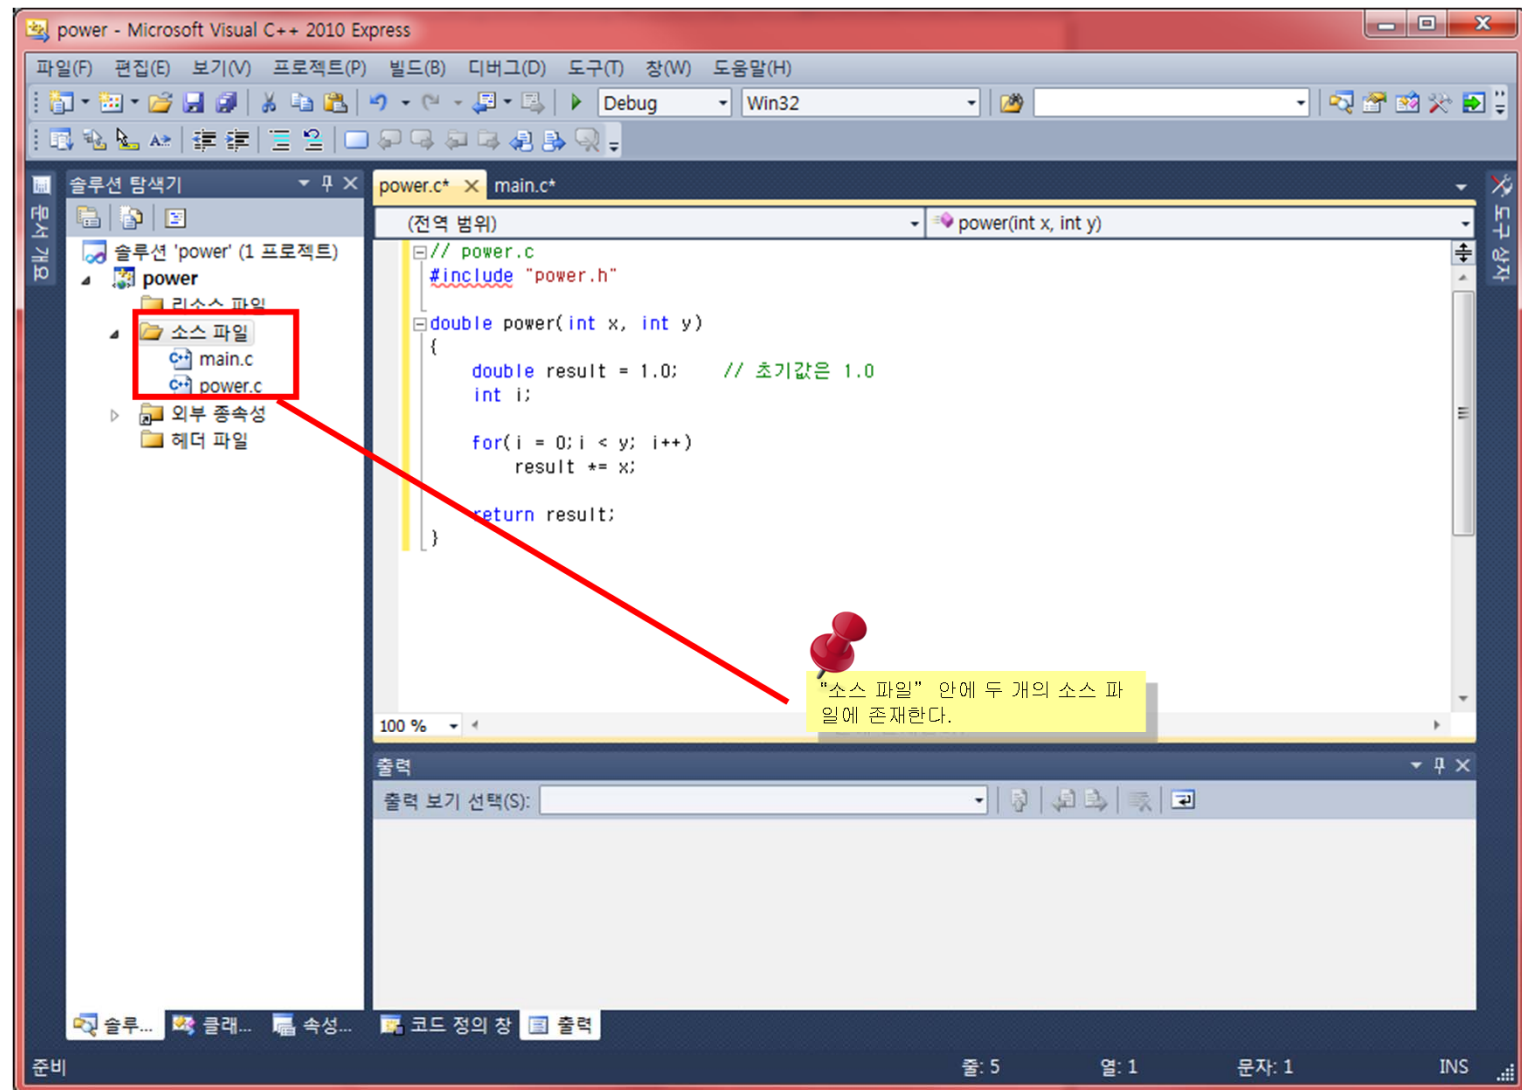 power - Microsoft Visual C++ 2010 Express
파일(F) 편집(E) 보기(V) 프로젝트(P) 빌드(B) 디버그(D) 도구(T) 창(W) 도움말(H)
Debug Win32
문서 개요
솔루션 탐색기
솔루션 'power' (1 프로젝트)
power
리소스 파일
소스 파일
main.c
power.c
외부 종속성
헤더 파일
power.c* main.c*
(전역 범위) power(int x, int y)
// power.c
#include "power.h"
double power(int x, int y)
{
double result = 1.0; // 초기값은 1.0
int i;
for(i = 0;i < y; i++)
result *= x;
return result;
}
“소스 파일” 안에 두 개의 소스 파
일에 존재한다.
100 %
도구 상자
출력
출력 보기 선택(S):
솔루... 클래... 속성...
코드 정의 창 출력
준비 줄: 5 열: 1 문자: 1 INS